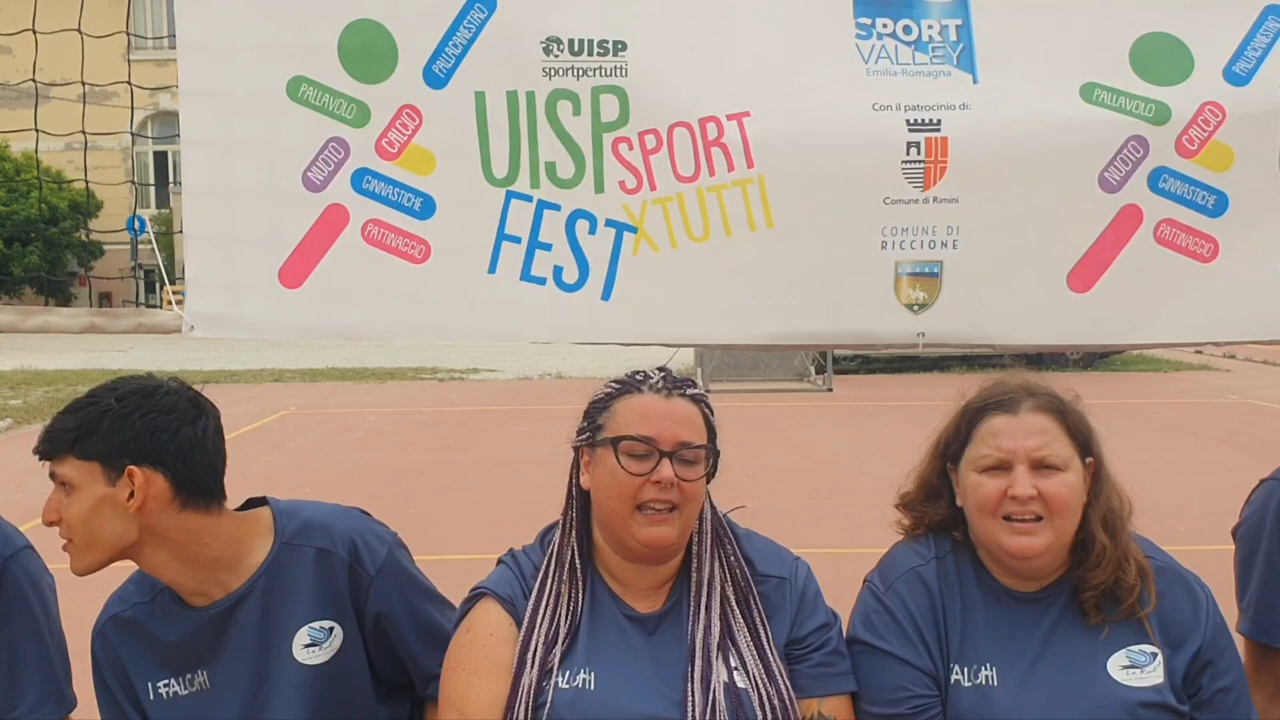 PALLACANESTRO
PALLAVOLO
CALCIO
NUOTO
GINNASTICHE
PATTINAGGIO
UISP
sportpertutti
UISP SPORT
FEST XTUTTI
SPORT
VALLEY
Emilia-Romagna
Con il patrocinio di:
Comune di Rimini
COMUNE DI
RICCIONE
PALLACANESTRO
PALLAVOLO
CALCIO
NUOTO
GINNASTICHE
PATTINAGGIO
I FALCHI
FALCHI